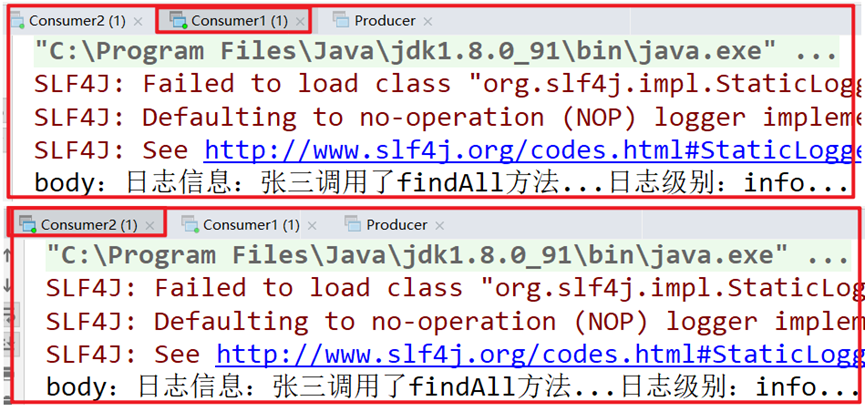 Consumer2 (1) × Consumer1 (1) × Producer ×
"C:\Program Files\Java\jdk1.8.0_91\bin\java.exe" ...
SLF4J: Failed to load class "org.slf4j.impl.StaticLogg
SLF4J: Defaulting to no-operation (NOP) logger impleme
SLF4J: See http://www.slf4j.org/codes.html#StaticLogge
body：日志信息：张三调用了findAll方法...日志级别：info...
Consumer2 (1) × Consumer1 (1) × Producer ×
"C:\Program Files\Java\jdk1.8.0_91\bin\java.exe" ...
SLF4J: Failed to load class "org.slf4j.impl.StaticLog
SLF4J: Defaulting to no-operation (NOP) logger implem
SLF4J: See http://www.slf4j.org/codes.html#StaticLogg
body：日志信息：张三调用了findAll方法...日志级别：info...